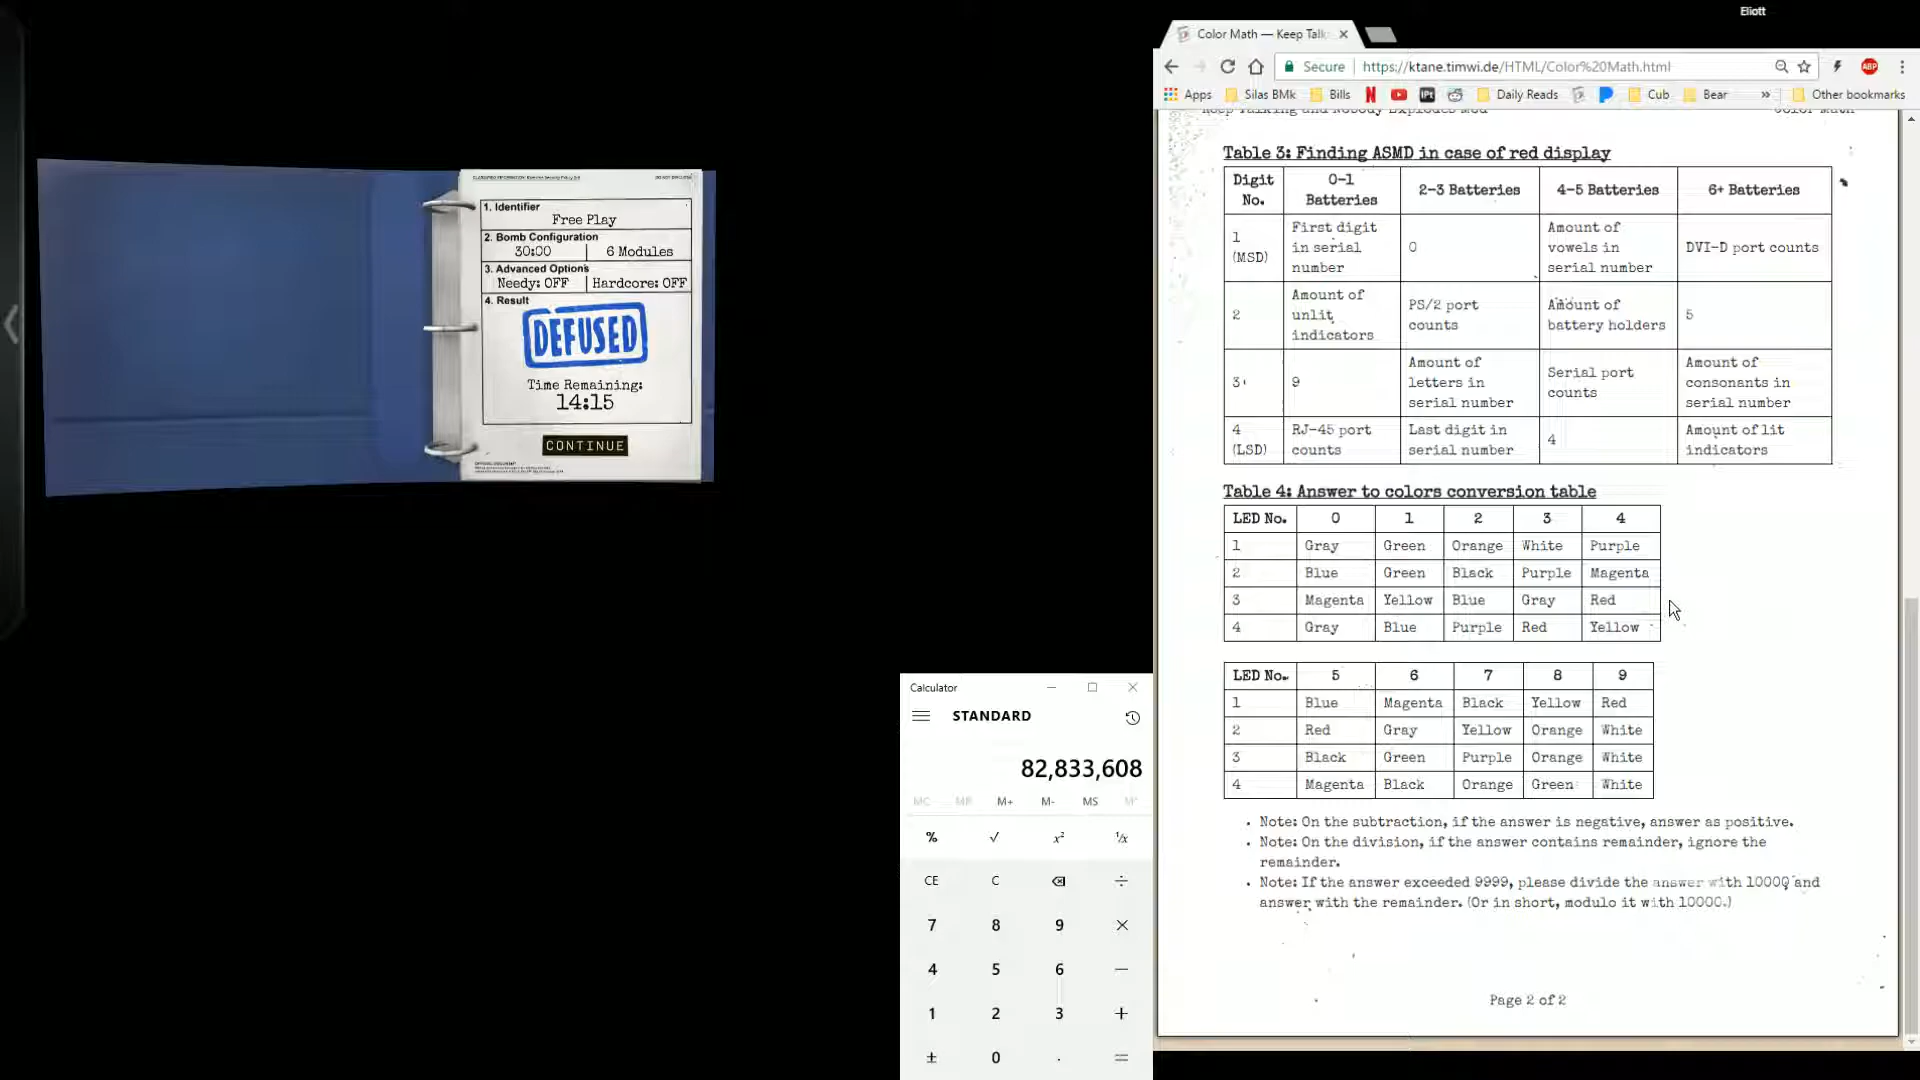 Eliott
Color Math — Keep Talk
Secure https://ktane.timwi.de/HTML/Color%20Math.html
ABP
Apps Silas BMk Bills Daily Reads Cub Bear » Other bookmarks
Keep Talking and Nobody Explodes Mod Color Math
1. Identifier
Free Play
2. Bomb Configuration
30:00 6 Modules
3. Advanced Options
Needy: OFF Hardcore: OFF
4. Result
DEFUSED
Time Remaining:
14:15
CONTINUE
Table 3: Finding ASMD in case of red display
Digit No. 0-1 Batteries 2-3 Batteries 4-5 Batteries 6+ Batteries
1 (MSD) First digit in serial number 0 Amount of vowels in serial number DVI-D port counts
2 Amount of unlit indicators PS/2 port counts Amount of battery holders 5
3 9 Amount of letters in serial number Serial port counts Amount of consonants in serial number
4 (LSD) RJ-45 port counts Last digit in serial number 4 Amount of lit indicators
Table 4: Answer to colors conversion table
LED No. 0 1 2 3 4
1 Gray Green Orange White Purple
2 Blue Green Black Purple Magenta
3 Magenta Yellow Blue Gray Red
4 Gray Blue Purple Red Yellow
LED No. 5 6 7 8 9
1 Blue Magenta Black Yellow Red
2 Red Gray Yellow Orange White
3 Black Green Purple Orange White
4 Magenta Black Orange Green White
• Note: On the subtraction, if the answer is negative, answer as positive.
• Note: On the division, if the answer contains remainder, ignore the
remainder.
• Note: If the answer exceeded 9999, please divide the answer with 10000 and
answer with the remainder. (Or in short, modulo it with 10000.)
Page 2 of 2
Calculator
STANDARD
82,833,608
MC MR M+ M- MS M˅
% √ x² ¹/x
CE C ÷
7 8 9 ×
4 5 6 −
1 2 3 +
± 0 . =